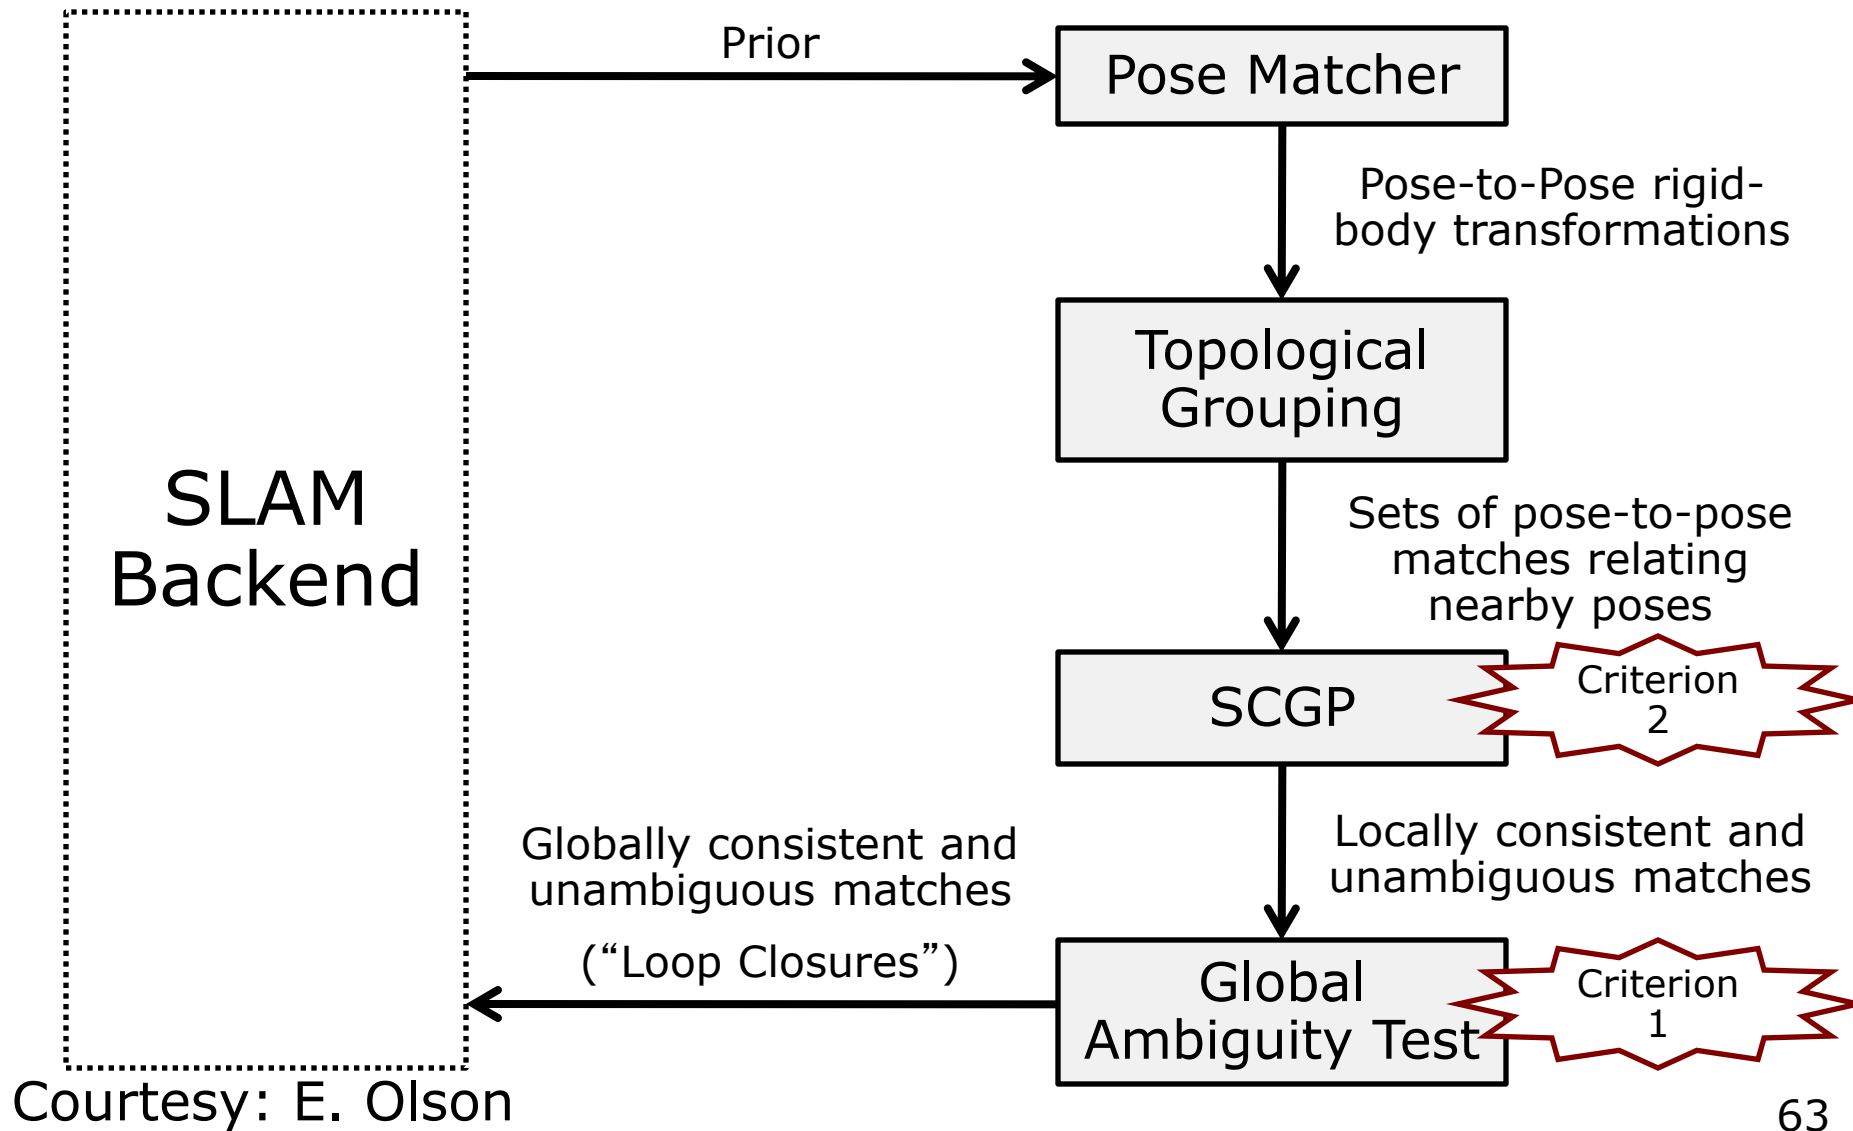 Prior
Pose Matcher
Pose-to-Pose rigid-
body transformations
Topological
Grouping
SLAM
Backend
Sets of pose-to-pose
matches relating
nearby poses
SCGP
Criterion
2
Locally consistent and
unambiguous matches
Globally consistent and
unambiguous matches
(“Loop Closures”)
Global
Ambiguity Test
Criterion
1
Courtesy: E. Olson
63